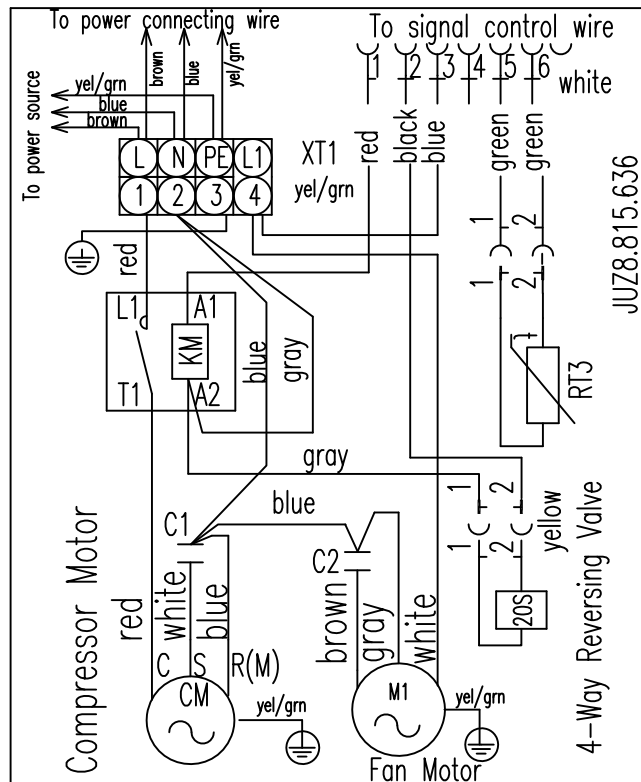 To power connecting wire
To signal control wire
brown
blue
yel/grn
1
2
3
4
5
6
white
To power source
yel/grn
blue
brown
red
black
blue
green
green
L
N
PE
L1
XT1
1
2
3
4
yel/grn
1
2
1
2
JUZ8.815.636
red
L1
A1
KM
T1
A2
blue
gray
RT3
gray
1
2
1
2
yellow
20S
4-Way Reversing Valve
blue
C1
C2
Compressor Motor
red
white
blue
brown
gray
white
C
S
R(M)
CM
yel/grn
M1
yel/grn
Fan Motor